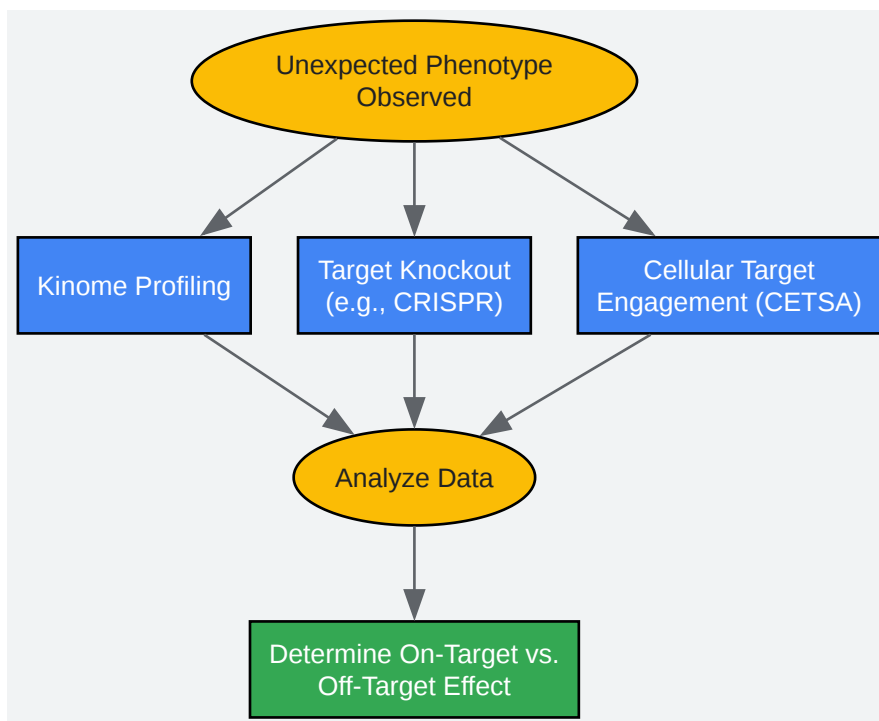 Unexpected Phenotype
Observed
Kinome Profiling
Target Knockout
(e.g., CRISPR)
Cellular Target
Engagement (CETSA)
Analyze Data
Determine On-Target vs.
Off-Target Effect